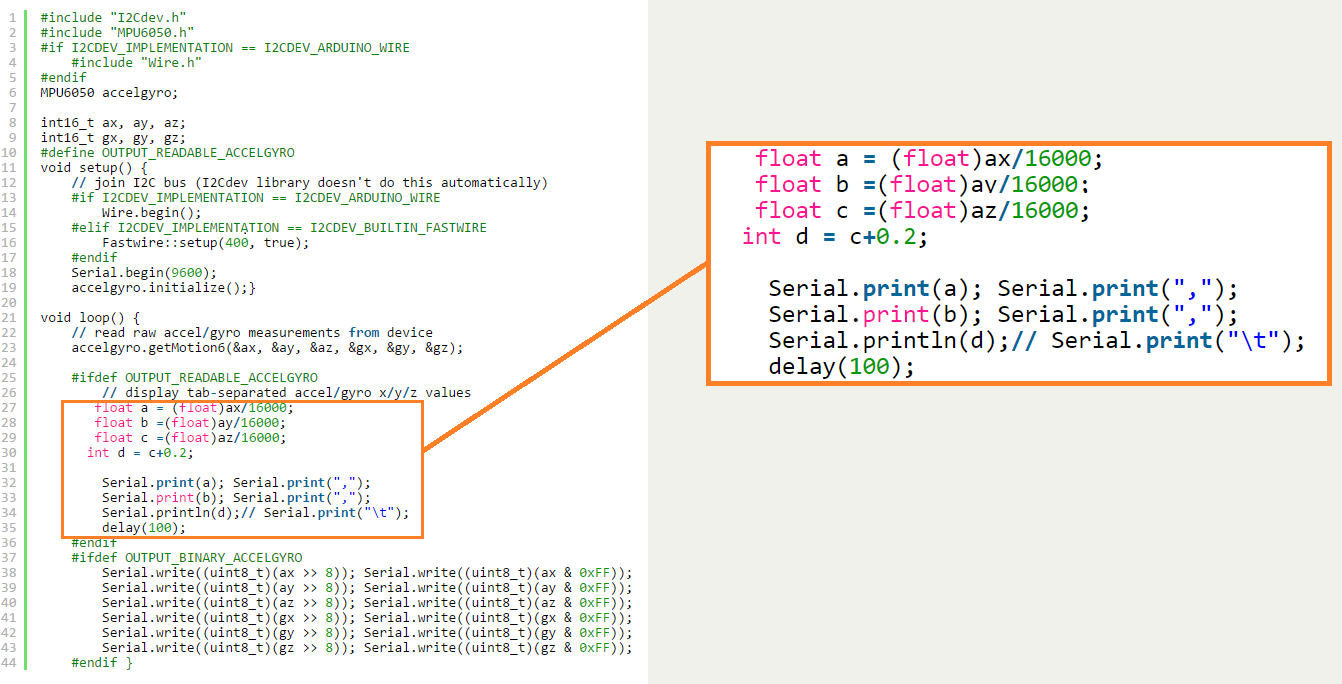 1 #include "I2Cdev.h"
2 #include "MPU6050.h"
3 #if I2CDEV_IMPLEMENTATION == I2CDEV_ARDUINO_WIRE
4 #include "Wire.h"
5 #endif
6 MPU6050 accelgyro;
7
8 int16_t ax, ay, az;
9 int16_t gx, gy, gz;
10 #define OUTPUT_READABLE_ACCELGYRO
11 void setup() {
12 // join I2C bus (I2Cdev library doesn't do this automatically)
13 #if I2CDEV_IMPLEMENTATION == I2CDEV_ARDUINO_WIRE
14 Wire.begin();
15 #elif I2CDEV_IMPLEMENTATION == I2CDEV_BUILTIN_FASTWIRE
16 Fastwire::setup(400, true);
17 #endif
18 Serial.begin(9600);
19 accelgyro.initialize();}
20
21 void loop() {
22 // read raw accel/gyro measurements from device
23 accelgyro.getMotion6(&ax, &ay, &az, &gx, &gy, &gz);
24
25 #ifdef OUTPUT_READABLE_ACCELGYRO
26 // display tab-separated accel/gyro x/y/z values
27 float a = (float)ax/16000;
28 float b =(float)ay/16000;
29 float c =(float)az/16000;
30 int d = c+0.2;
31
32 Serial.print(a); Serial.print(",");
33 Serial.print(b); Serial.print(",");
34 Serial.println(d);// Serial.print("\t");
35 delay(100);
36 #endif
37 #ifdef OUTPUT_BINARY_ACCELGYRO
38 Serial.write((uint8_t)(ax >> 8)); Serial.write((uint8_t)(ax & 0xFF));
39 Serial.write((uint8_t)(ay >> 8)); Serial.write((uint8_t)(ay & 0xFF));
40 Serial.write((uint8_t)(az >> 8)); Serial.write((uint8_t)(az & 0xFF));
41 Serial.write((uint8_t)(gx >> 8)); Serial.write((uint8_t)(gx & 0xFF));
42 Serial.write((uint8_t)(gy >> 8)); Serial.write((uint8_t)(gy & 0xFF));
43 Serial.write((uint8_t)(gz >> 8)); Serial.write((uint8_t)(gz & 0xFF));
44 #endif }
float a = (float)ax/16000;
float b =(float)av/16000;
float c =(float)az/16000;
int d = c+0.2;
Serial.print(a); Serial.print(",");
Serial.print(b); Serial.print(",");
Serial.println(d);// Serial.print("\t");
delay(100);